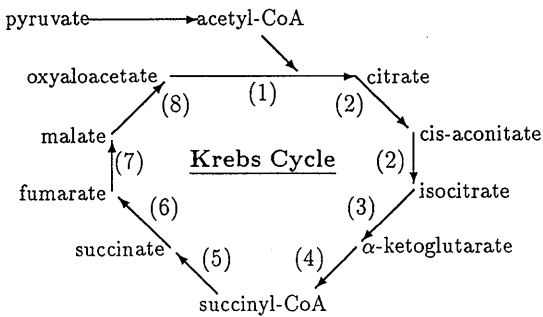 pyruvate acetyl-CoA
oxyaloacetate citrate
(1)
(8) (2)
malate cis-aconitate
(7) Krebs Cycle (2)
fumarate isocitrate
(6) (3)
succinate α-ketoglutarate
(5) (4)
succinyl-CoA